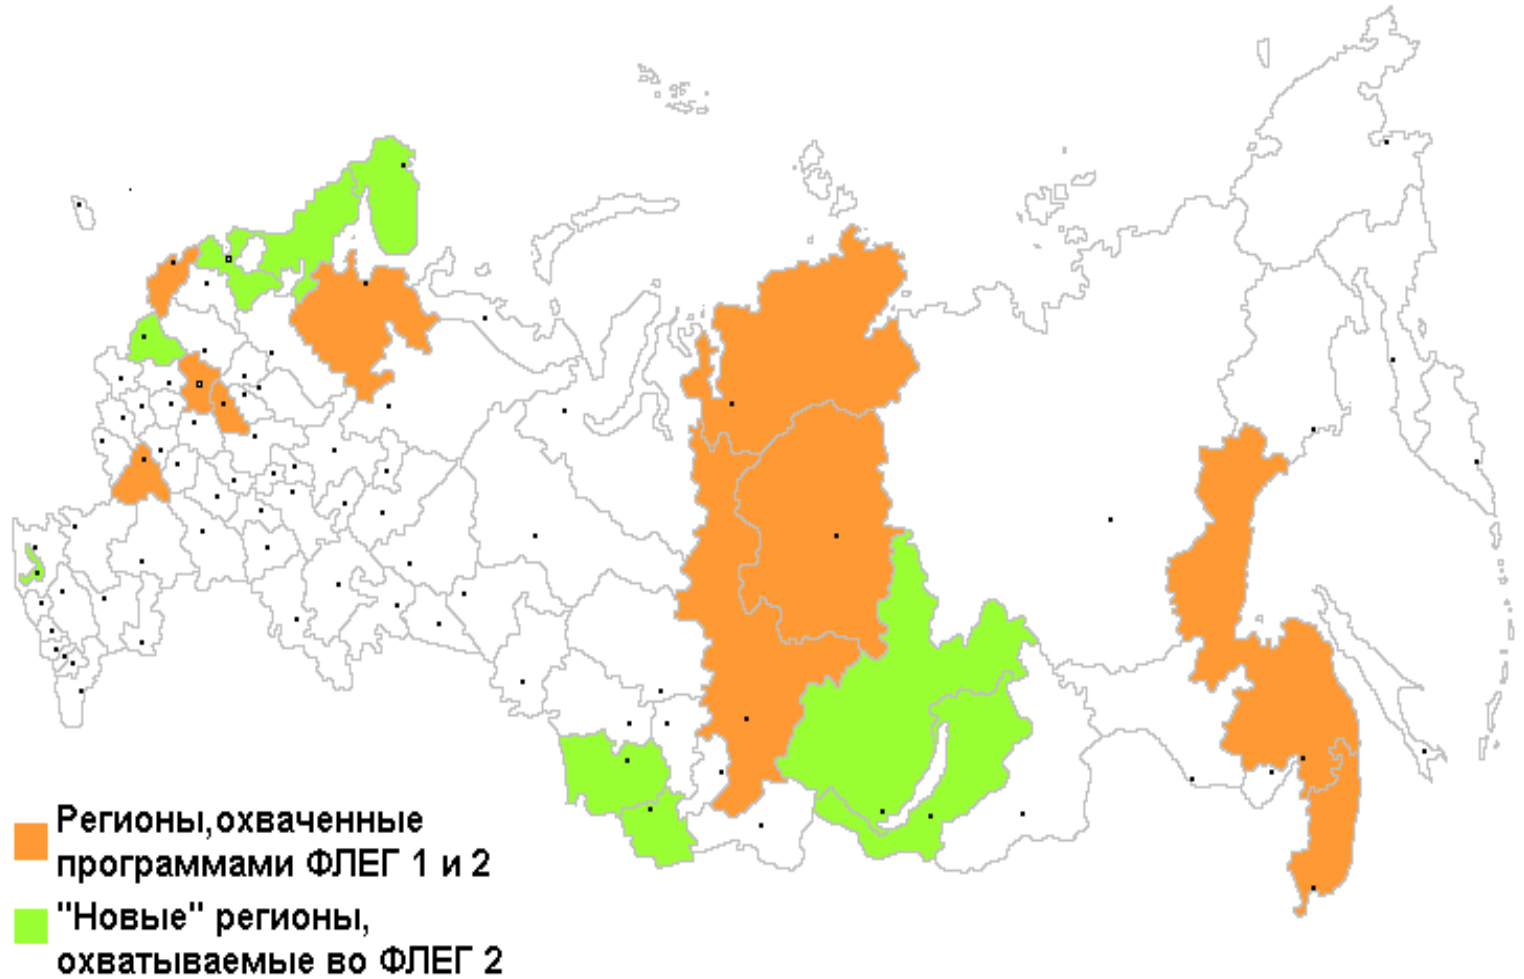 Регионы,охваченные
программами ФЛЕГ 1 и 2
"Новые" регионы,
охватываемые во ФЛЕГ 2